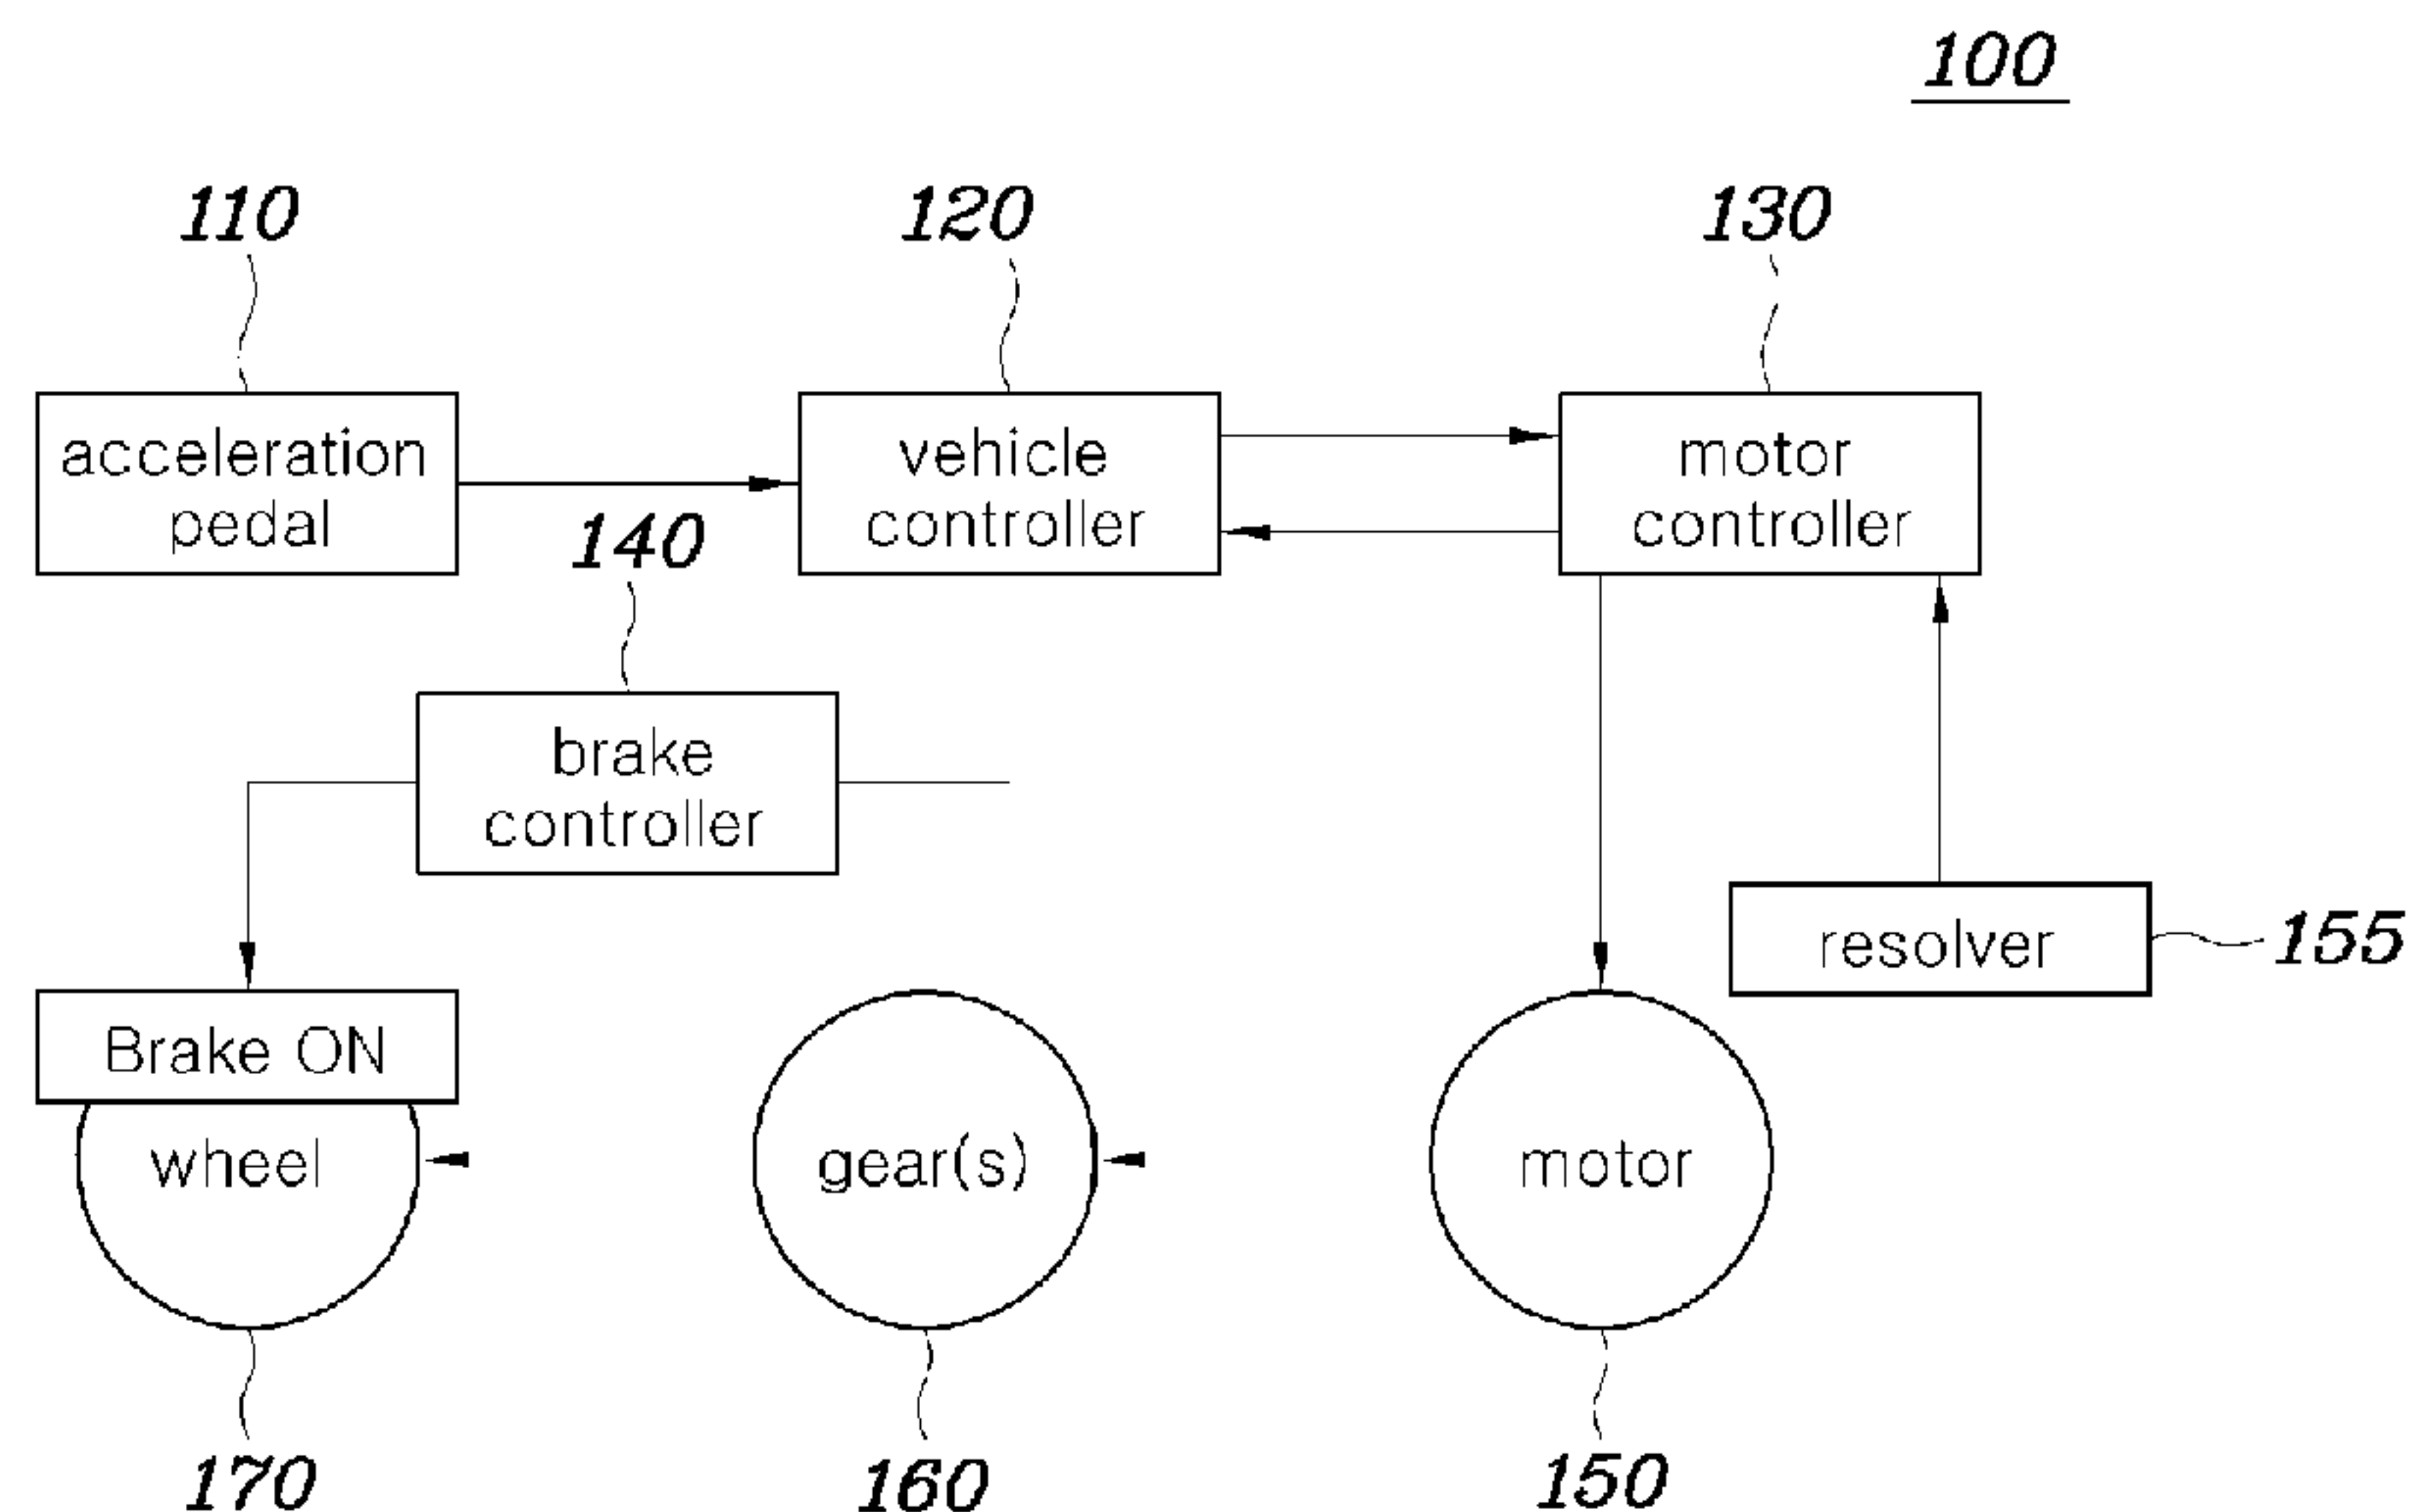 100
110
120
130
acceleration
pedal
vehicle
controller
motor
controller
140
brake
controller
resolver
155
Brake ON
wheel
gear(s)
motor
170
160
150